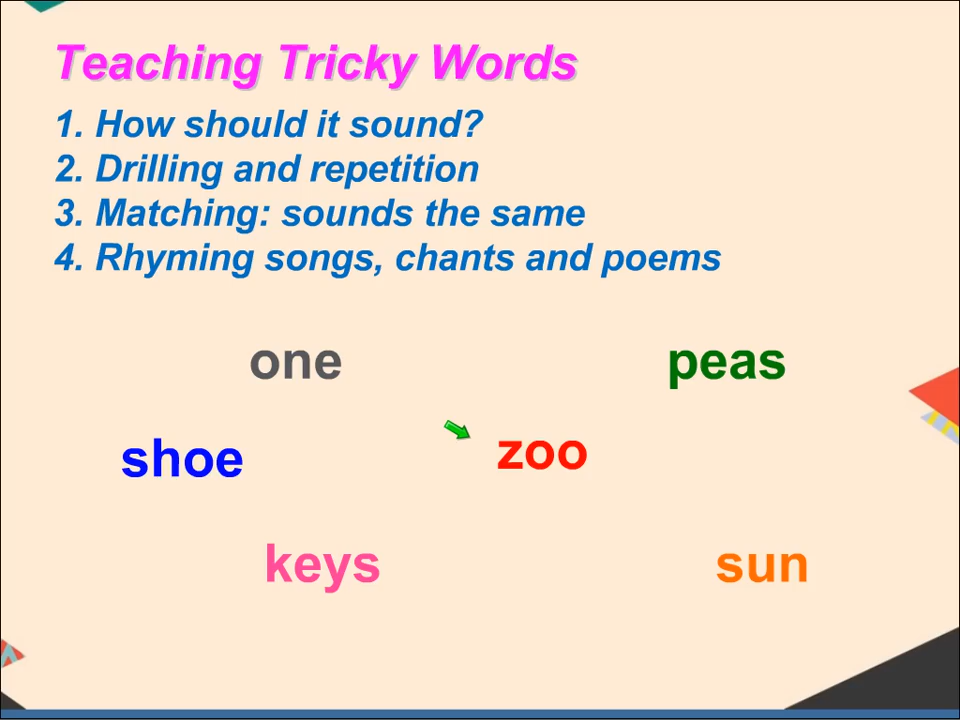 Teaching Tricky Words
1. How should it sound?
2. Drilling and repetition
3. Matching: sounds the same
4. Rhyming songs, chants and poems
one
peas
shoe
zoo
keys
sun